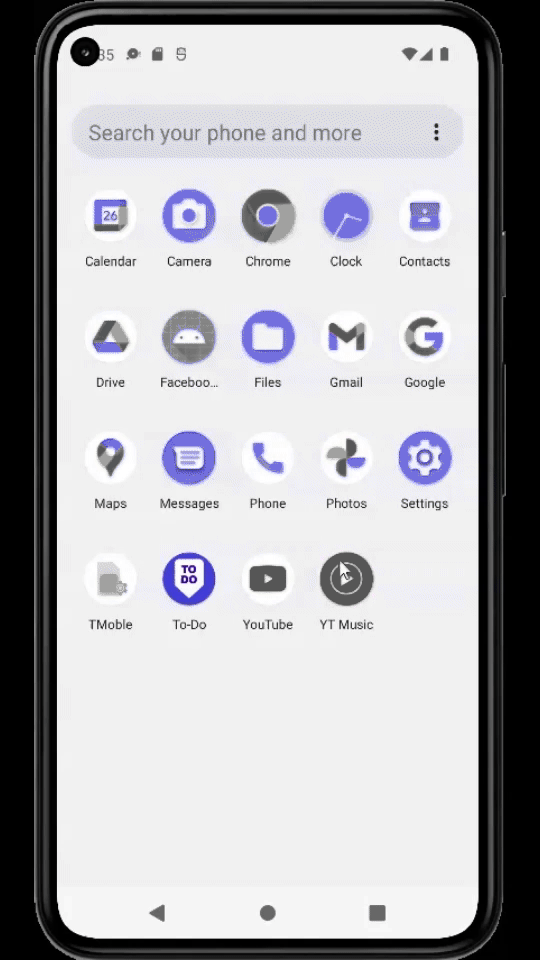 35
Search your phone and more
26
Calendar Camera Chrome Clock Contacts
Drive Faceboo... Files Gmail Google
Maps Messages Phone Photos Settings
TO
DO
TMoble To-Do YouTube YT Music